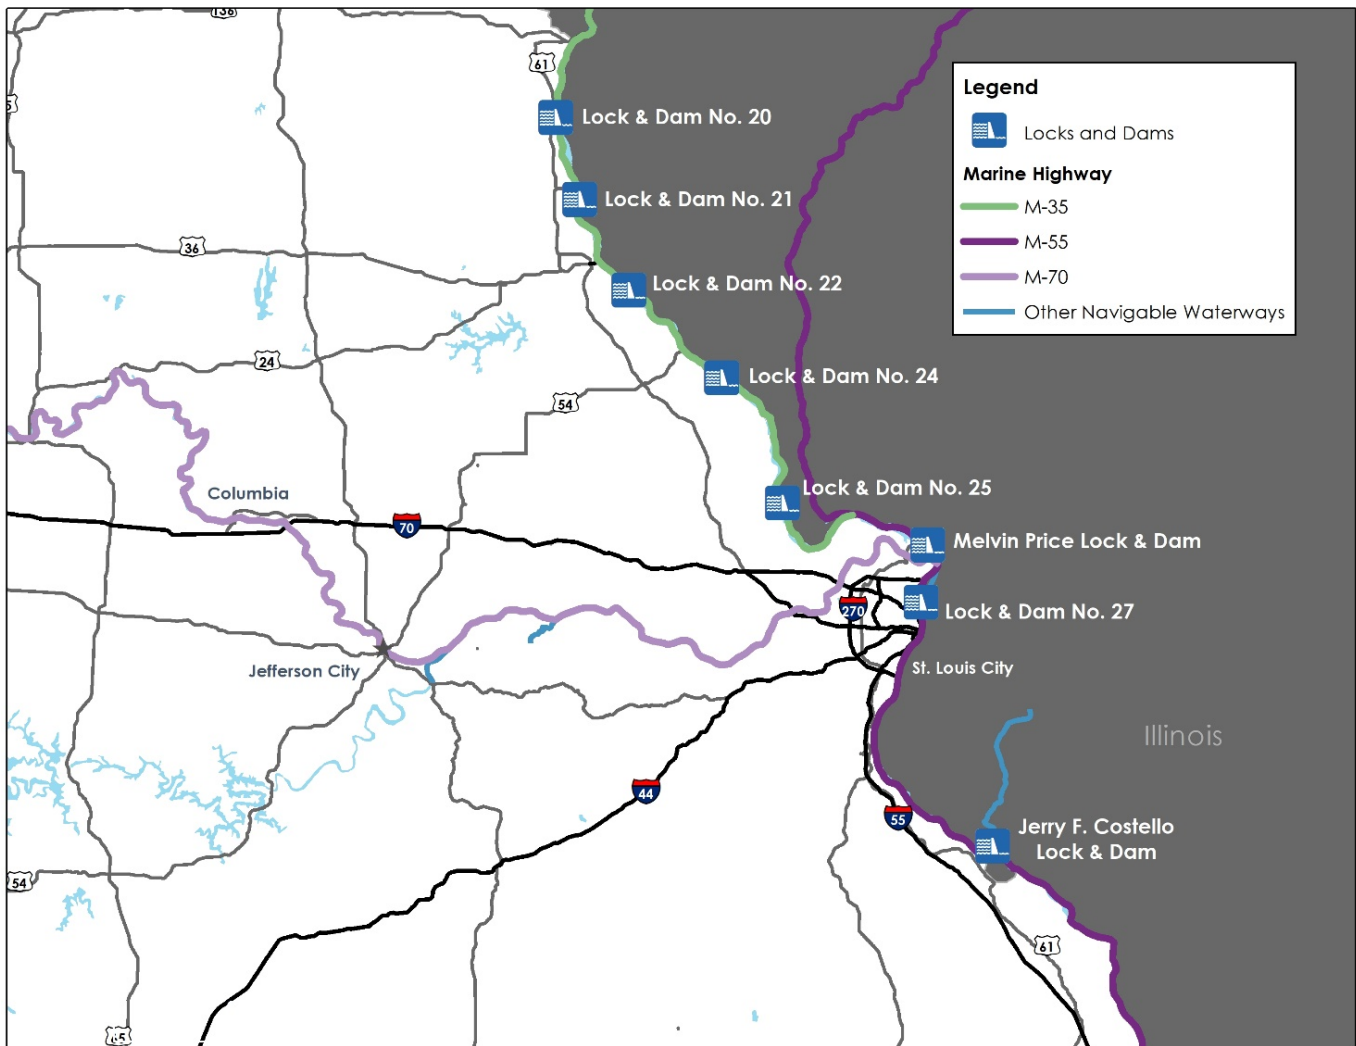 136
61
Lock & Dam No. 20
Lock & Dam No. 21
36
Lock & Dam No. 22
24
Lock & Dam No. 24
54
Columbia
Lock & Dam No. 25
70
Melvin Price Lock & Dam
270
Lock & Dam No. 27
Jefferson City
St. Louis City
Illinois
44
55
Jerry F. Costello
Lock & Dam
54
61
65
Legend
Locks and Dams
Marine Highway
M-35
M-55
M-70
Other Navigable Waterways